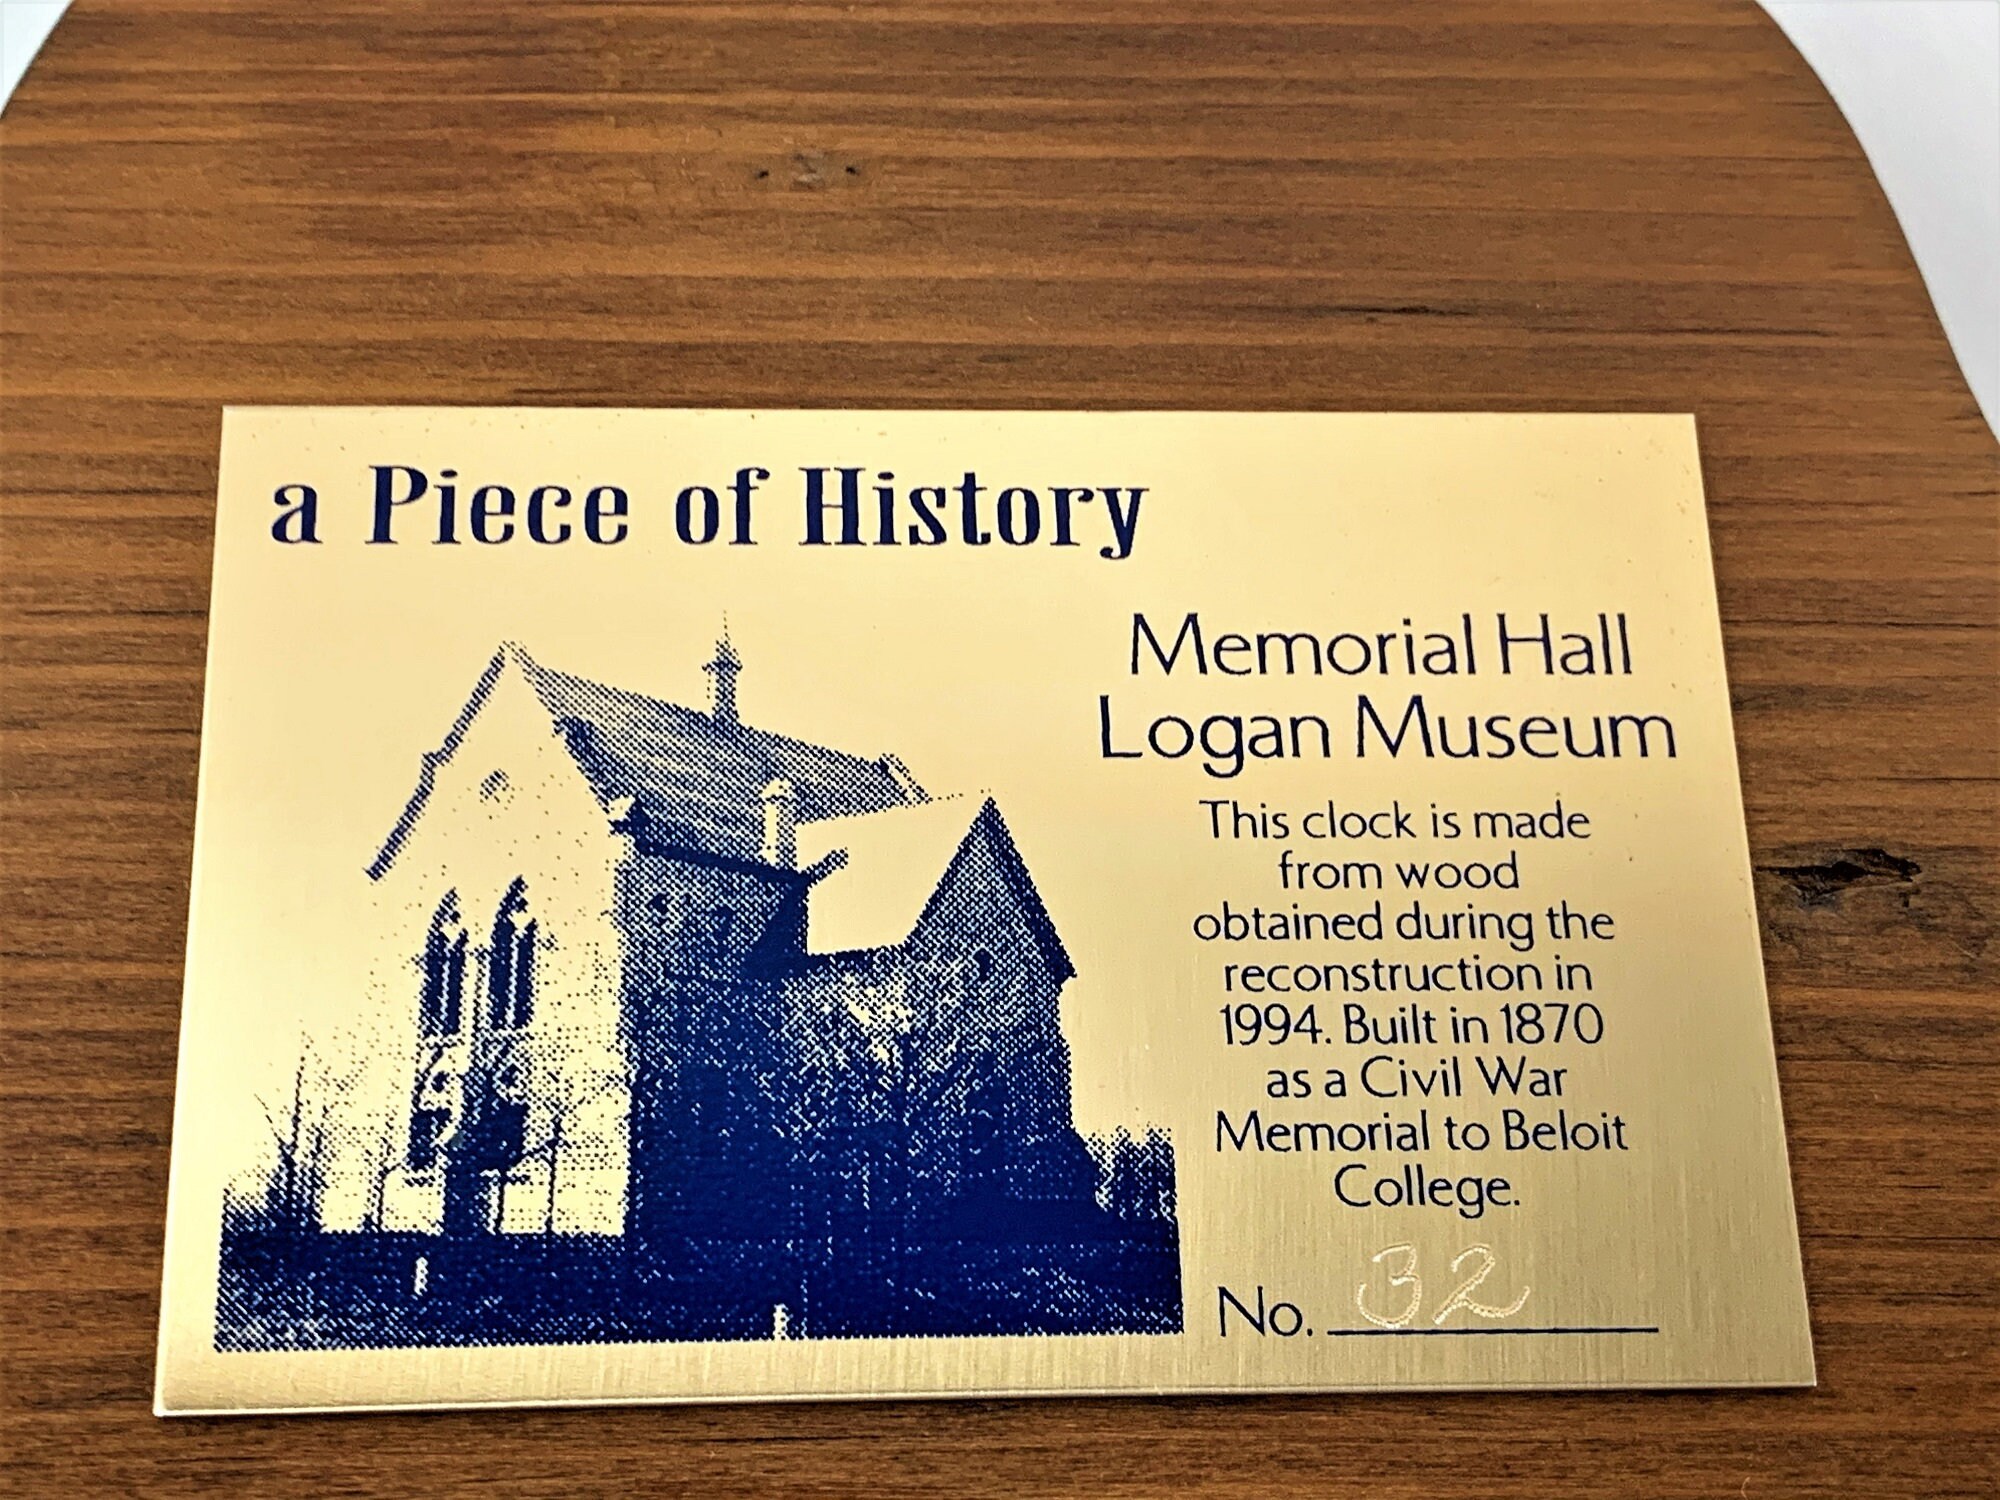 a Piece of History
Memorial Hall
Logan Museum
This clock is made
from wood
obtained during the
reconstruction in
1994. Built in 1870
as a Civil War
Memorial to Beloit
College.
No. 32